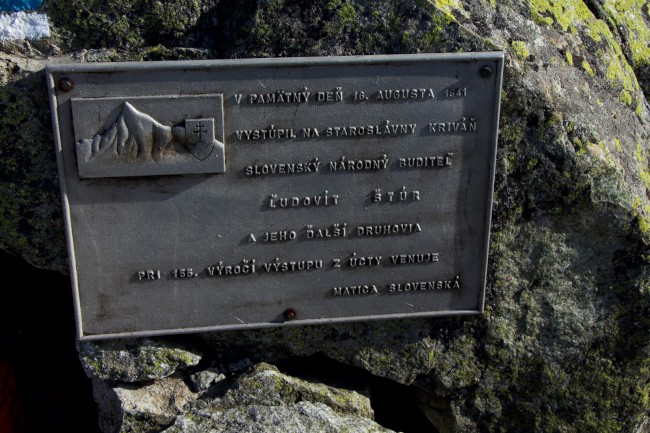 V PAMÄTNÝ DEŇ 16. AUGUSTA 1841
VYSTÚPIL NA STAROSLÁVNY KRIVÁŇ
SLOVENSKÝ NÁRODNÝ BUDITEĽ
ĽUDOVÍT ŠTÚR
A JEHO ĎALŠÍ DRUHOVIA
PRI 155. VÝROČÍ VÝSTUPU Z ÚCTY VENUJE
MATICA SLOVENSKÁ